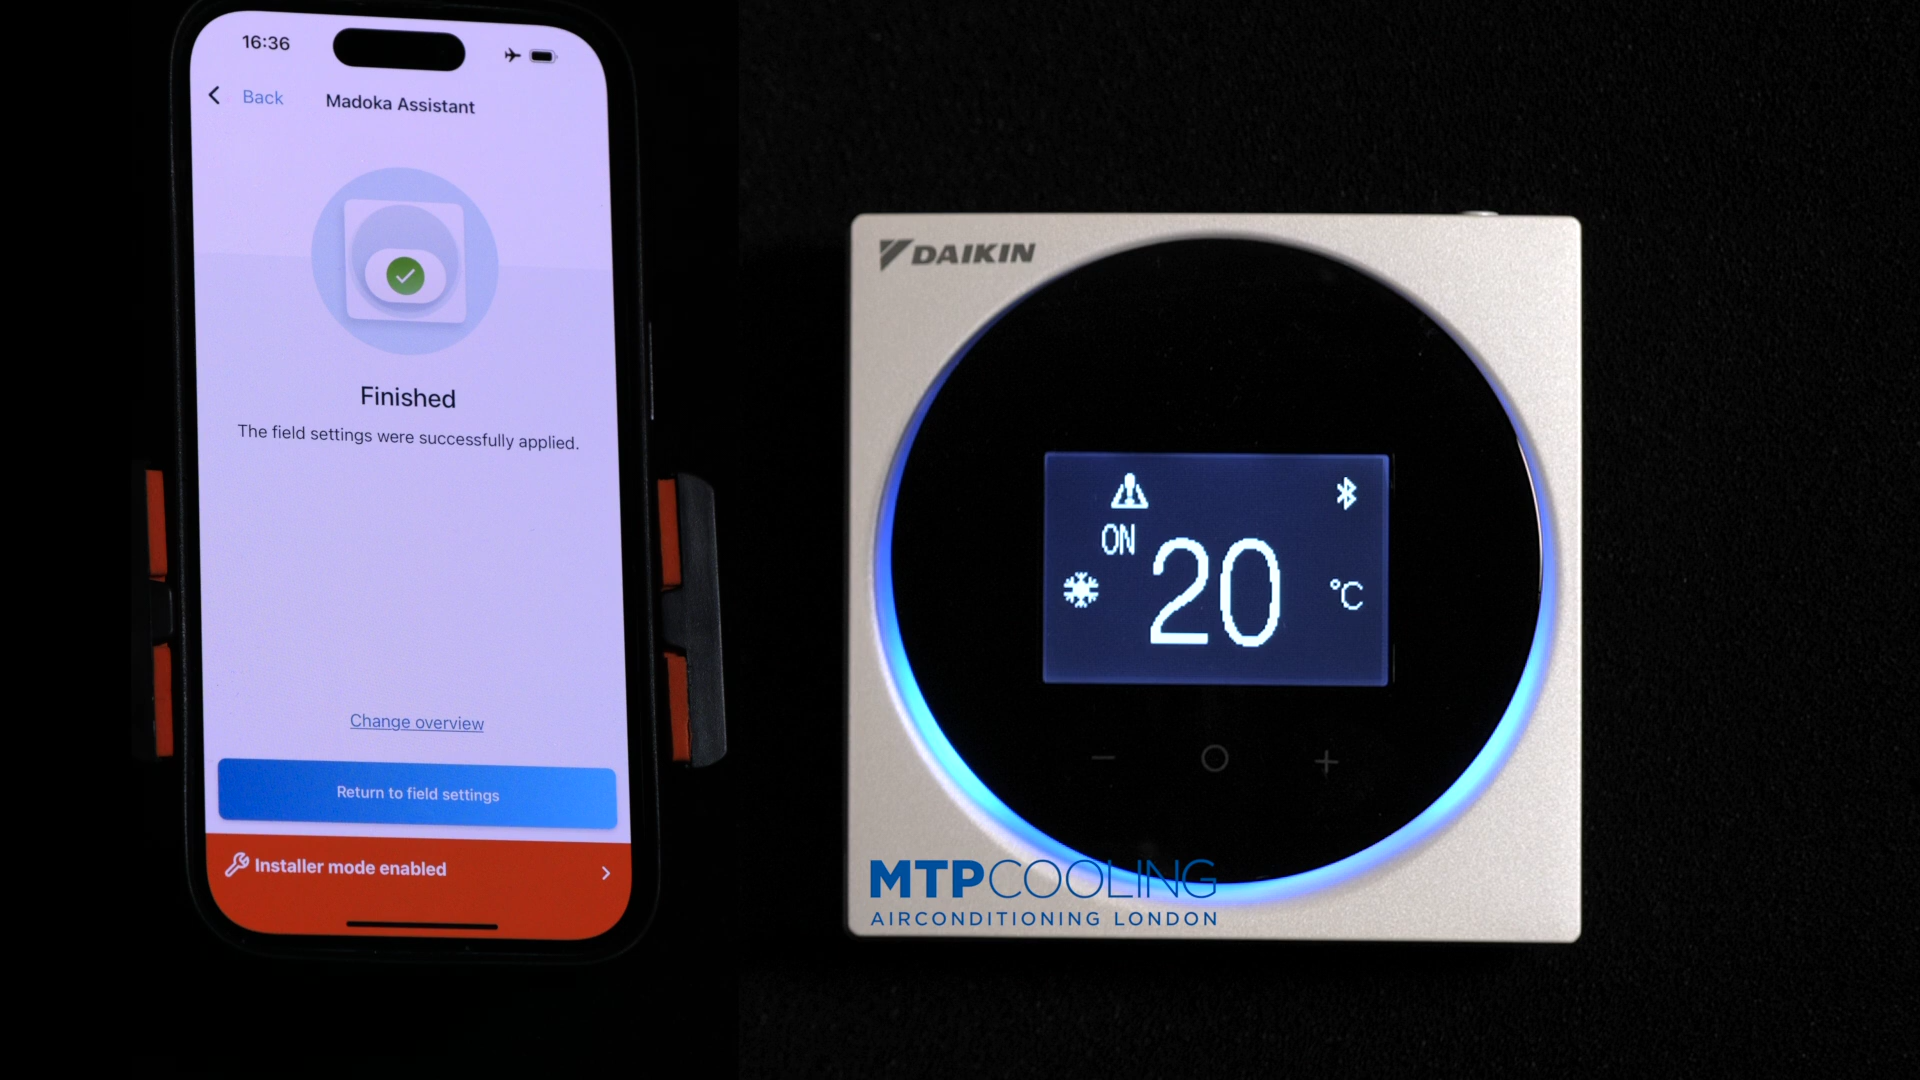 16:36
Back
Madoka Assistant
Finished
The field settings were successfully applied.
Change overview
Return to field settings
Installer mode enabled
DAIKIN
ON
20
°C
MTPCOOLING
AIRCONDITIONING LONDON